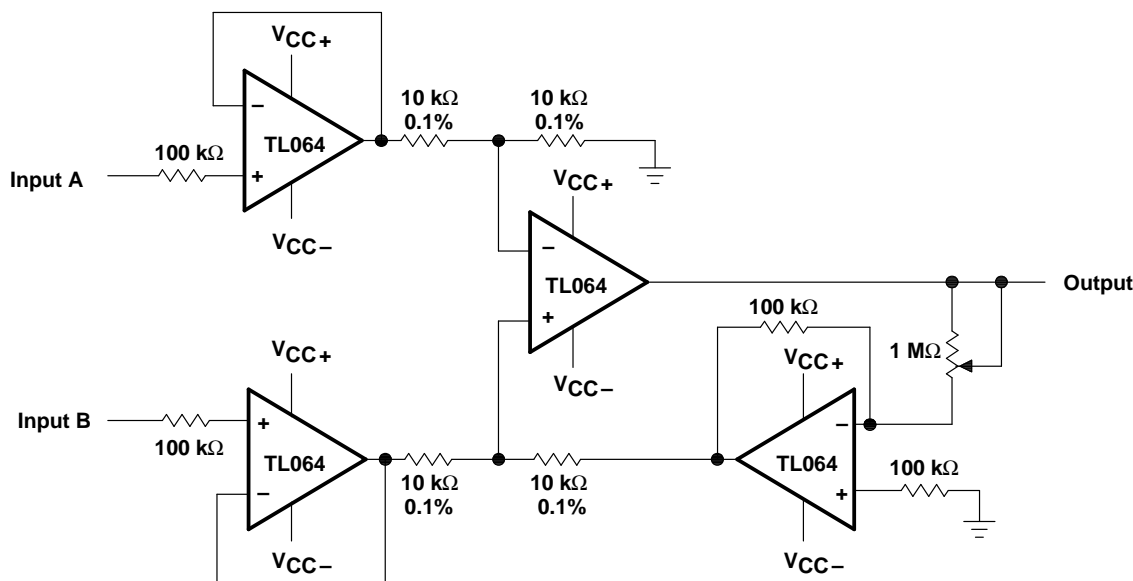 VCC+
10 kΩ
0.1%
10 kΩ
0.1%
−
TL064
100 kΩ
+
Input A
VCC+
VCC−
−
TL064
+
Output
100 kΩ
VCC+
VCC+
1 MΩ
VCC−
Input B
+
−
100 kΩ
TL064
TL064
100 kΩ
−
10 kΩ
0.1%
10 kΩ
0.1%
+
VCC−
VCC−